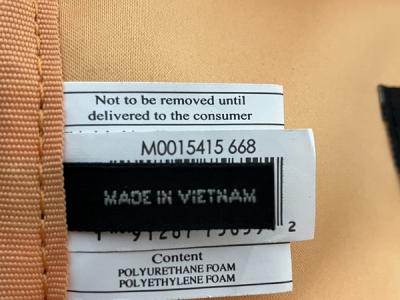 Not to be removed until
delivered to the consumer
M0015415 668
MADE IN VIETNAM
2
Content
POLYURETHANE FOAM
POLYETHYLENE FOAM